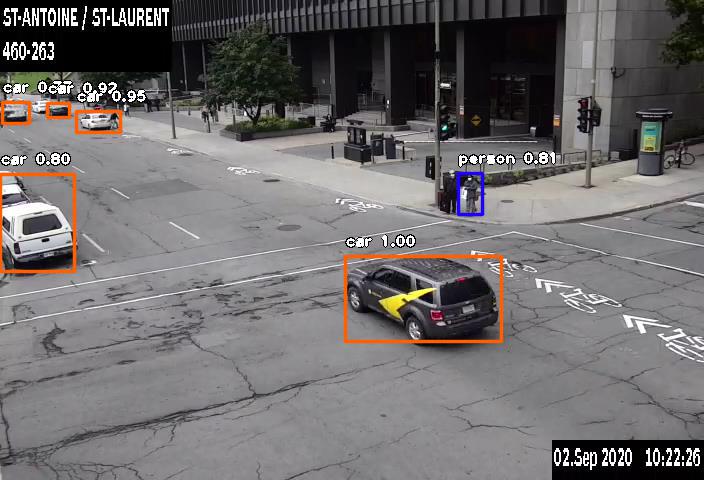 ST-ANTOINE / ST-LAURENT
460-263
car 0.92
car 0.95
car 0.80
person 0.81
car 1.00
02.Sep 2020 10:22:26